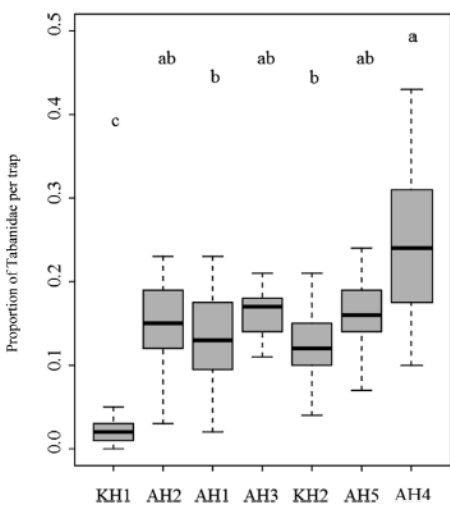 Proportion of Tabanidae per trap
0.5
0.4
0.3
0.2
0.1
0.0
c
ab
b
ab
b
ab
a
KH1 AH2 AH1 AH3 KH2 AH5 AH4